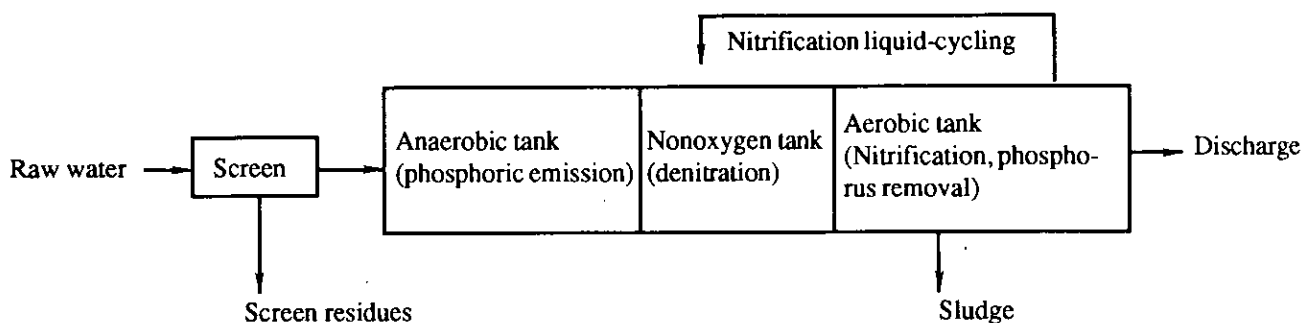 Nitrification liquid-cycling
Raw water
Screen
Anaerobic tank
(phosphoric emission)
Nonoxygen tank
(denitration)
Aerobic tank
(Nitrification, phospho-
rus removal)
Discharge
Screen residues
Sludge